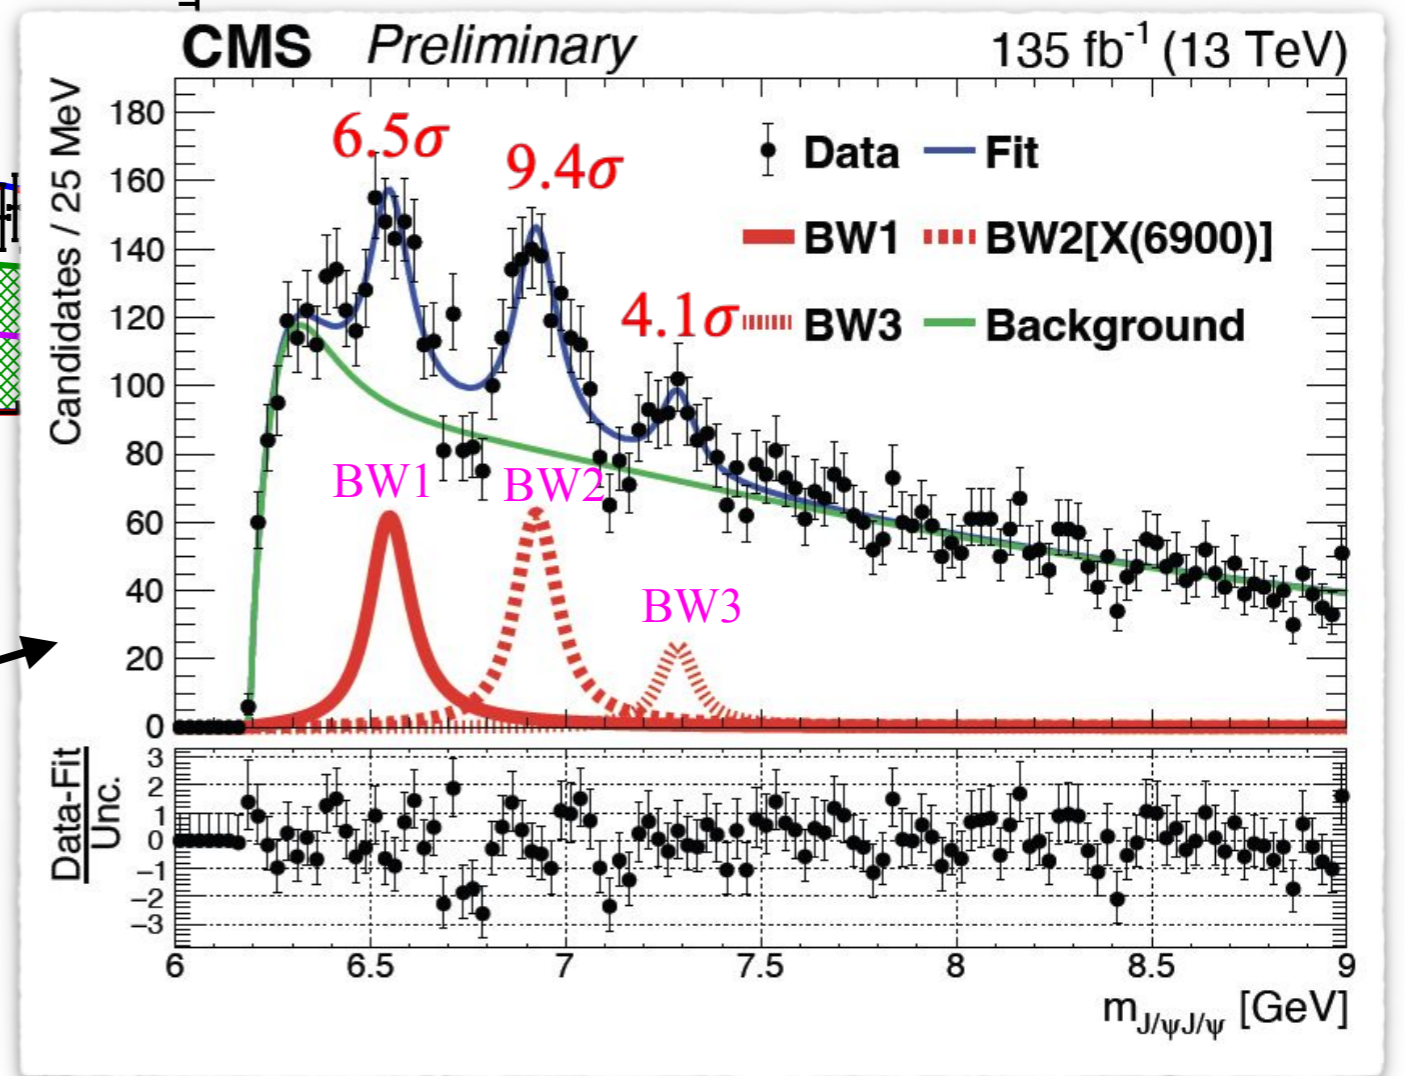 CMS Preliminary 135 fb⁻¹ (13 TeV)
Candidates / 25 MeV
180
160
140
120
100
80
60
40
20
0
6.5σ
9.4σ
4.1σ
Data Fit
BW1 BW2[X(6900)]
BW3 Background
BW1
BW2
BW3
Data-Fit
Unc.
3
2
1
0
−1
−2
−3
6 6.5 7 7.5 8 8.5 9
m_J/ψJ/ψ [GeV]